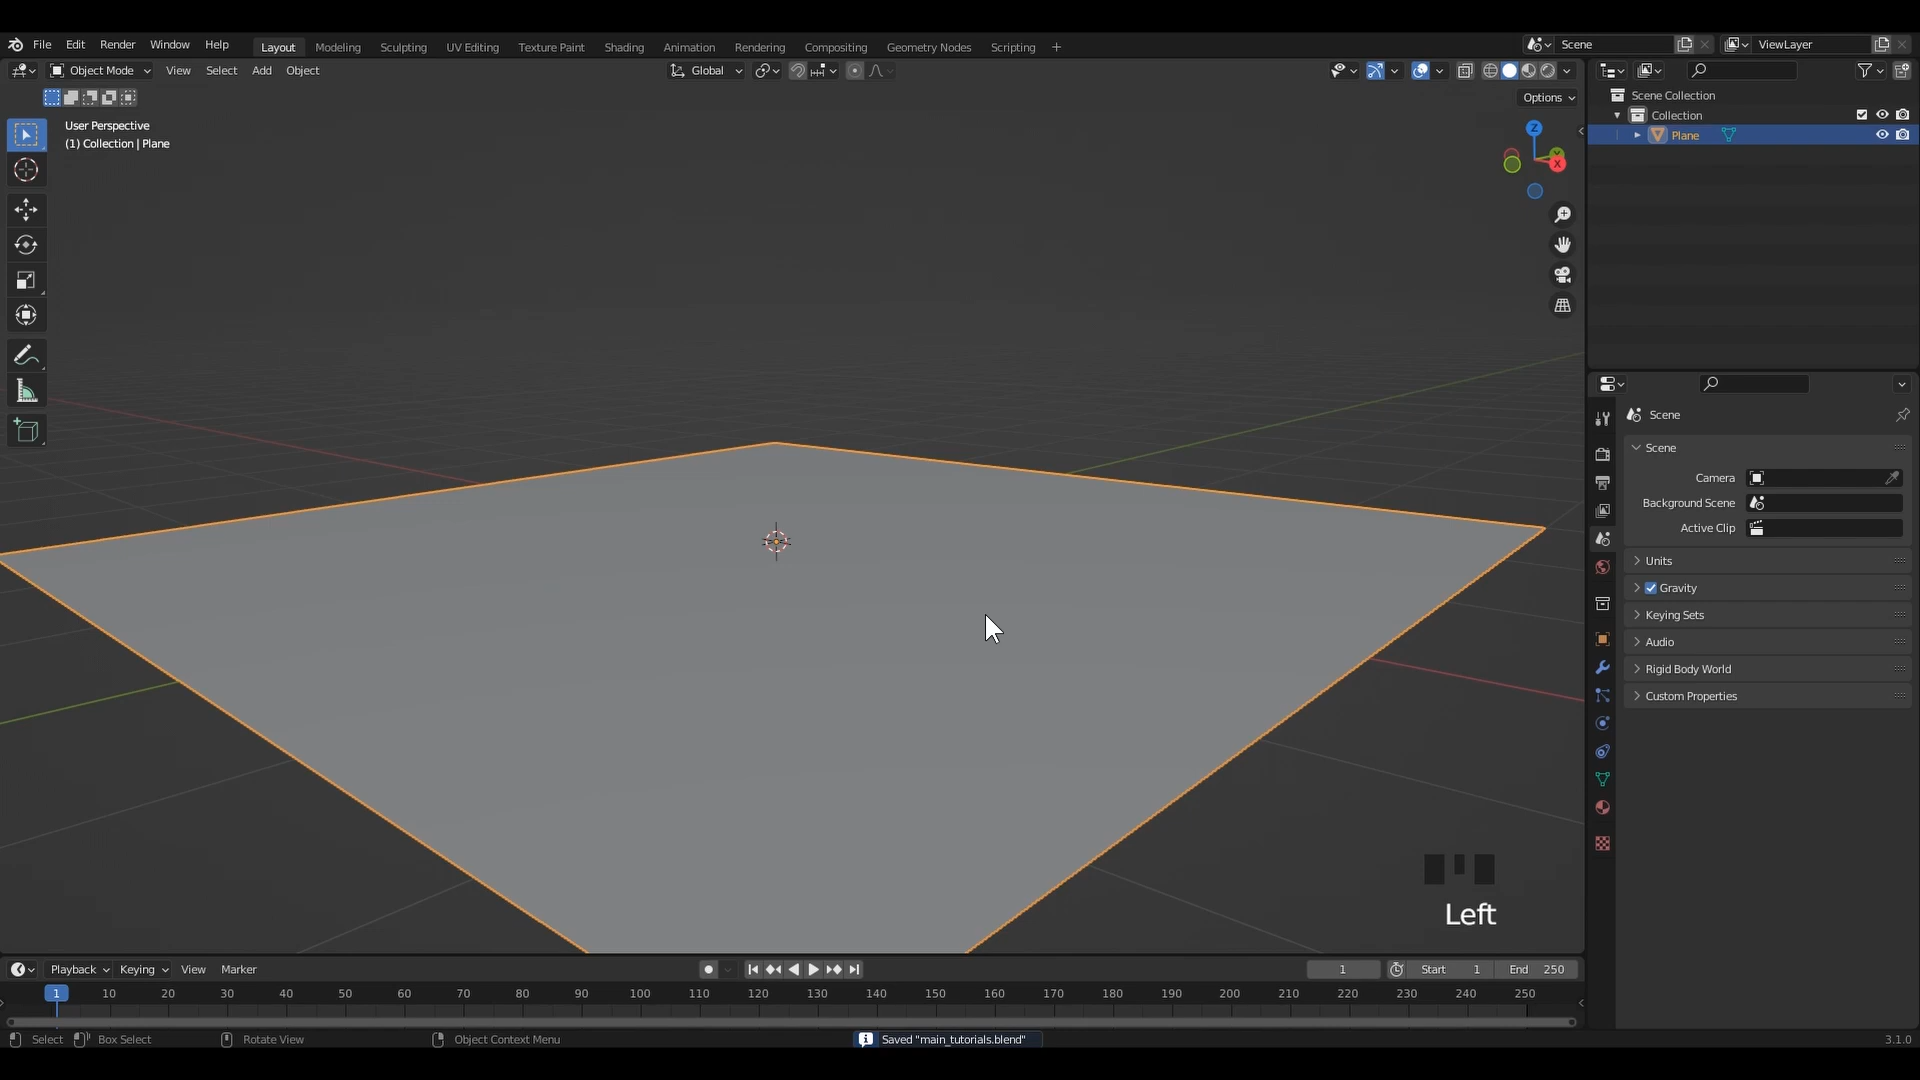 File Edit Render Window Help Layout Modeling Sculpting UV Editing Texture Paint Shading Animation Rendering Compositing Geometry Nodes Scripting + Scene ViewLayer
Object Mode View Select Add Object Global
Options
User Perspective
(1) Collection | Plane
Z
Y
X
Scene Collection
Collection
Plane
Scene
Scene
Camera
Background Scene
Active Clip
Units
Gravity
Keying Sets
Audio
Rigid Body World
Custom Properties
Left
Playback Keying View Marker 1 Start 1 End 250
1 10 20 30 40 50 60 70 80 90 100 110 120 130 140 150 160 170 180 190 200 210 220 230 240 250
Select Box Select Rotate View Object Context Menu Saved "main_tutorials.blend" 3.1.0